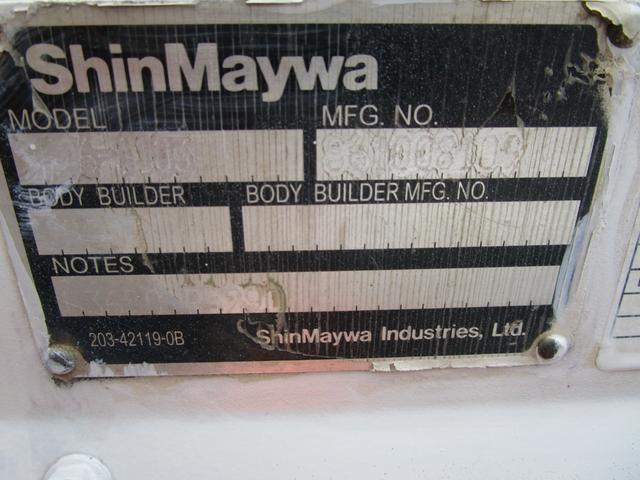 ShinMaywa
MODEL MFG. NO.
BODY BUILDER BODY BUILDER MFG. NO.
NOTES
203-42119-0B ShinMaywa Industries, Ltd.